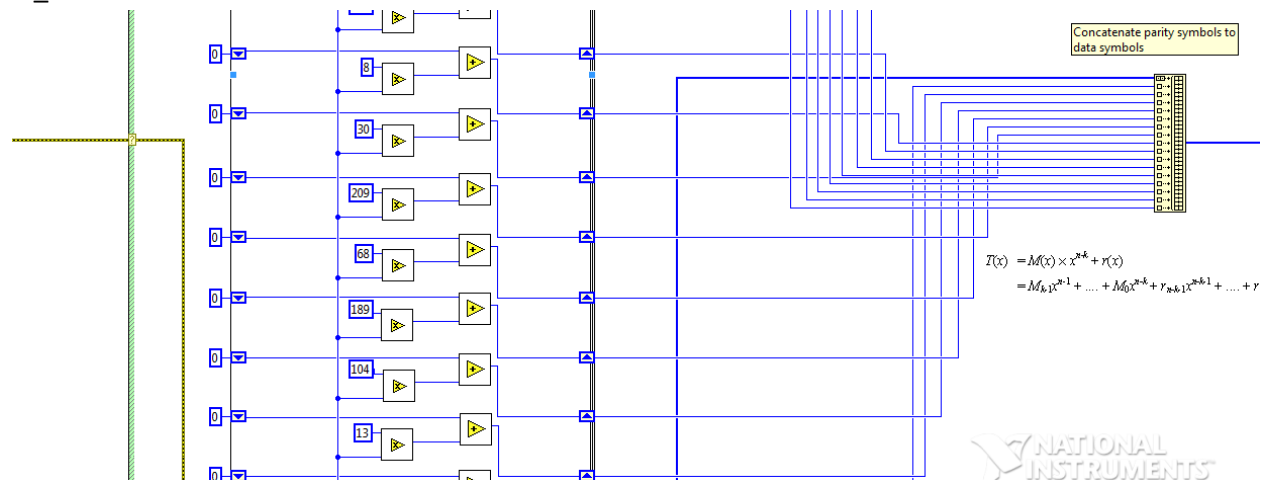 Concatenate parity symbols to
data symbols
0
8
0
30
0
209
0
68
0
189
0
104
0
13
0
T(x) = M(x) × x^{n-k} + r(x)
= M_{k-1}x^{n-1} + .... + M_0x^{n-k} + r_{n-k-1}x^{n-k-1} + .... + r
NATIONAL
INSTRUMENTS™